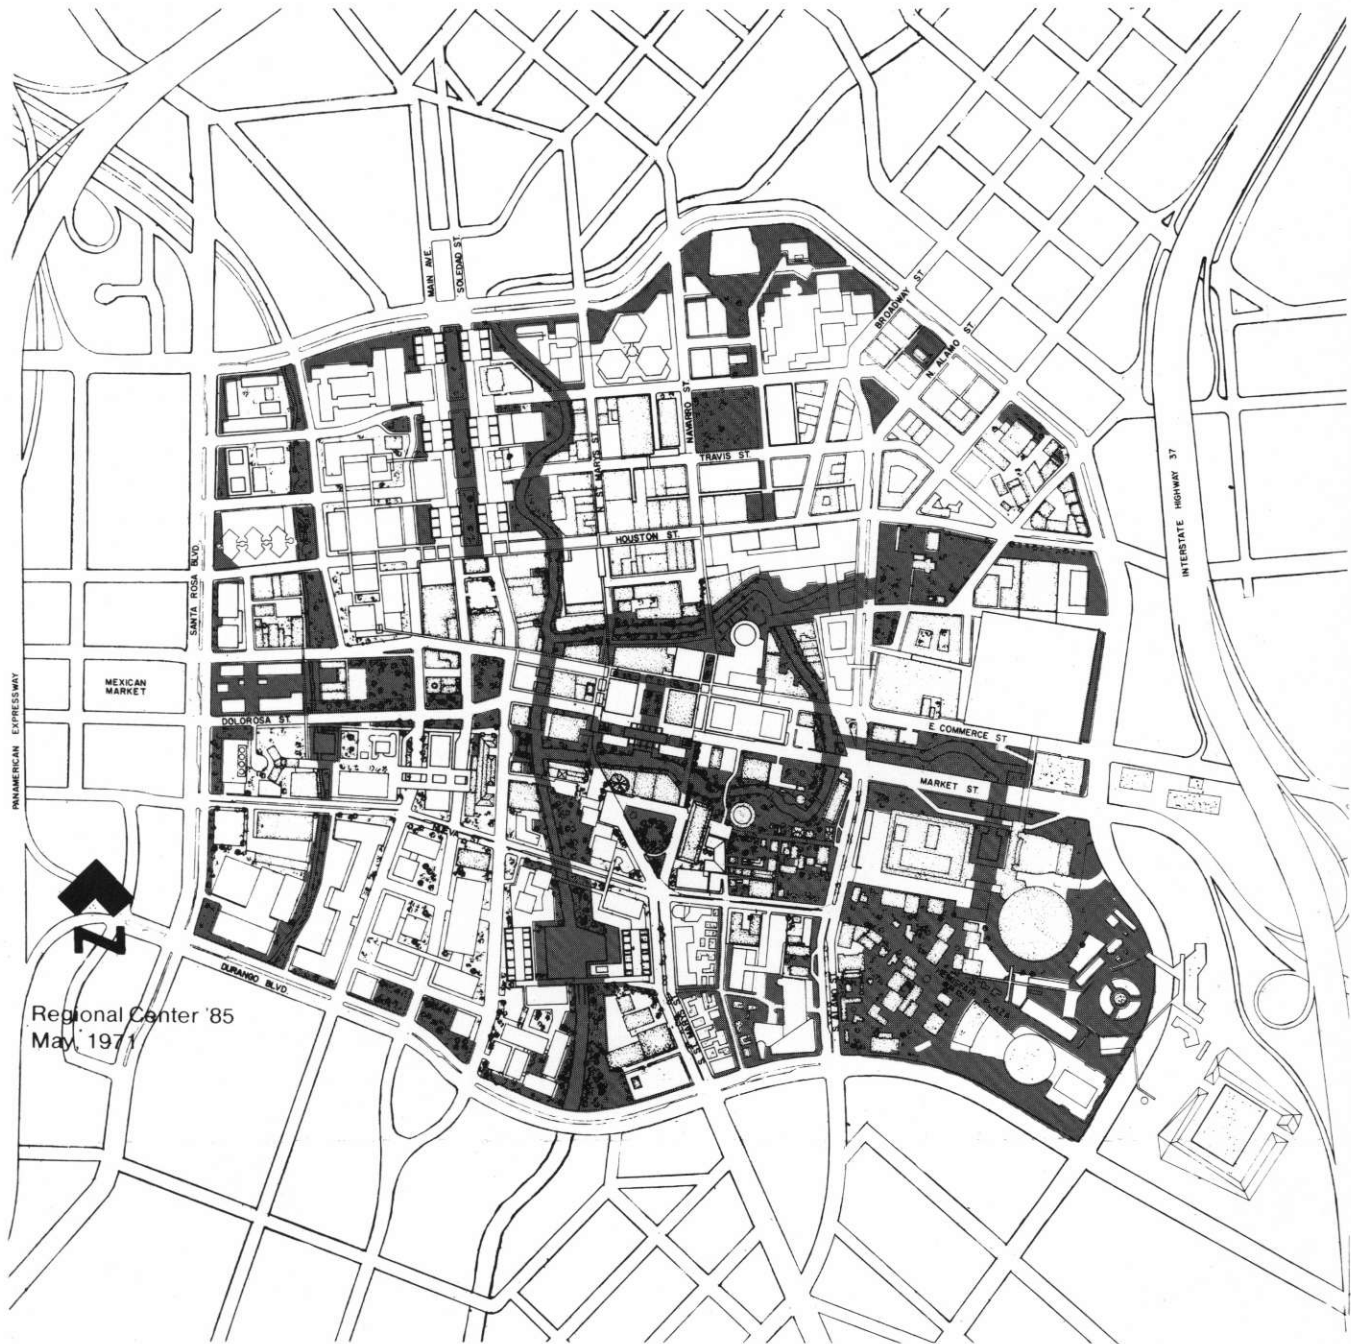 MAIN AVE.
SOLEDAD ST.
BROADWAY ST
N. ALAMO ST.
NAVARRO ST
N. ST. MARYS ST.
TRAVIS ST.
HOUSTON ST.
INTERSTATE HIGHWAY 37
SANTA ROSA BLVD.
MEXICAN
MARKET
PANAMERICAN EXPRESSWAY
DOLOROSA ST.
E. COMMERCE ST
MARKET ST.
NUEVA
N
DURANGO BLVD.
HEMISFAIR PLAZA
Regional Center '85
May, 1971